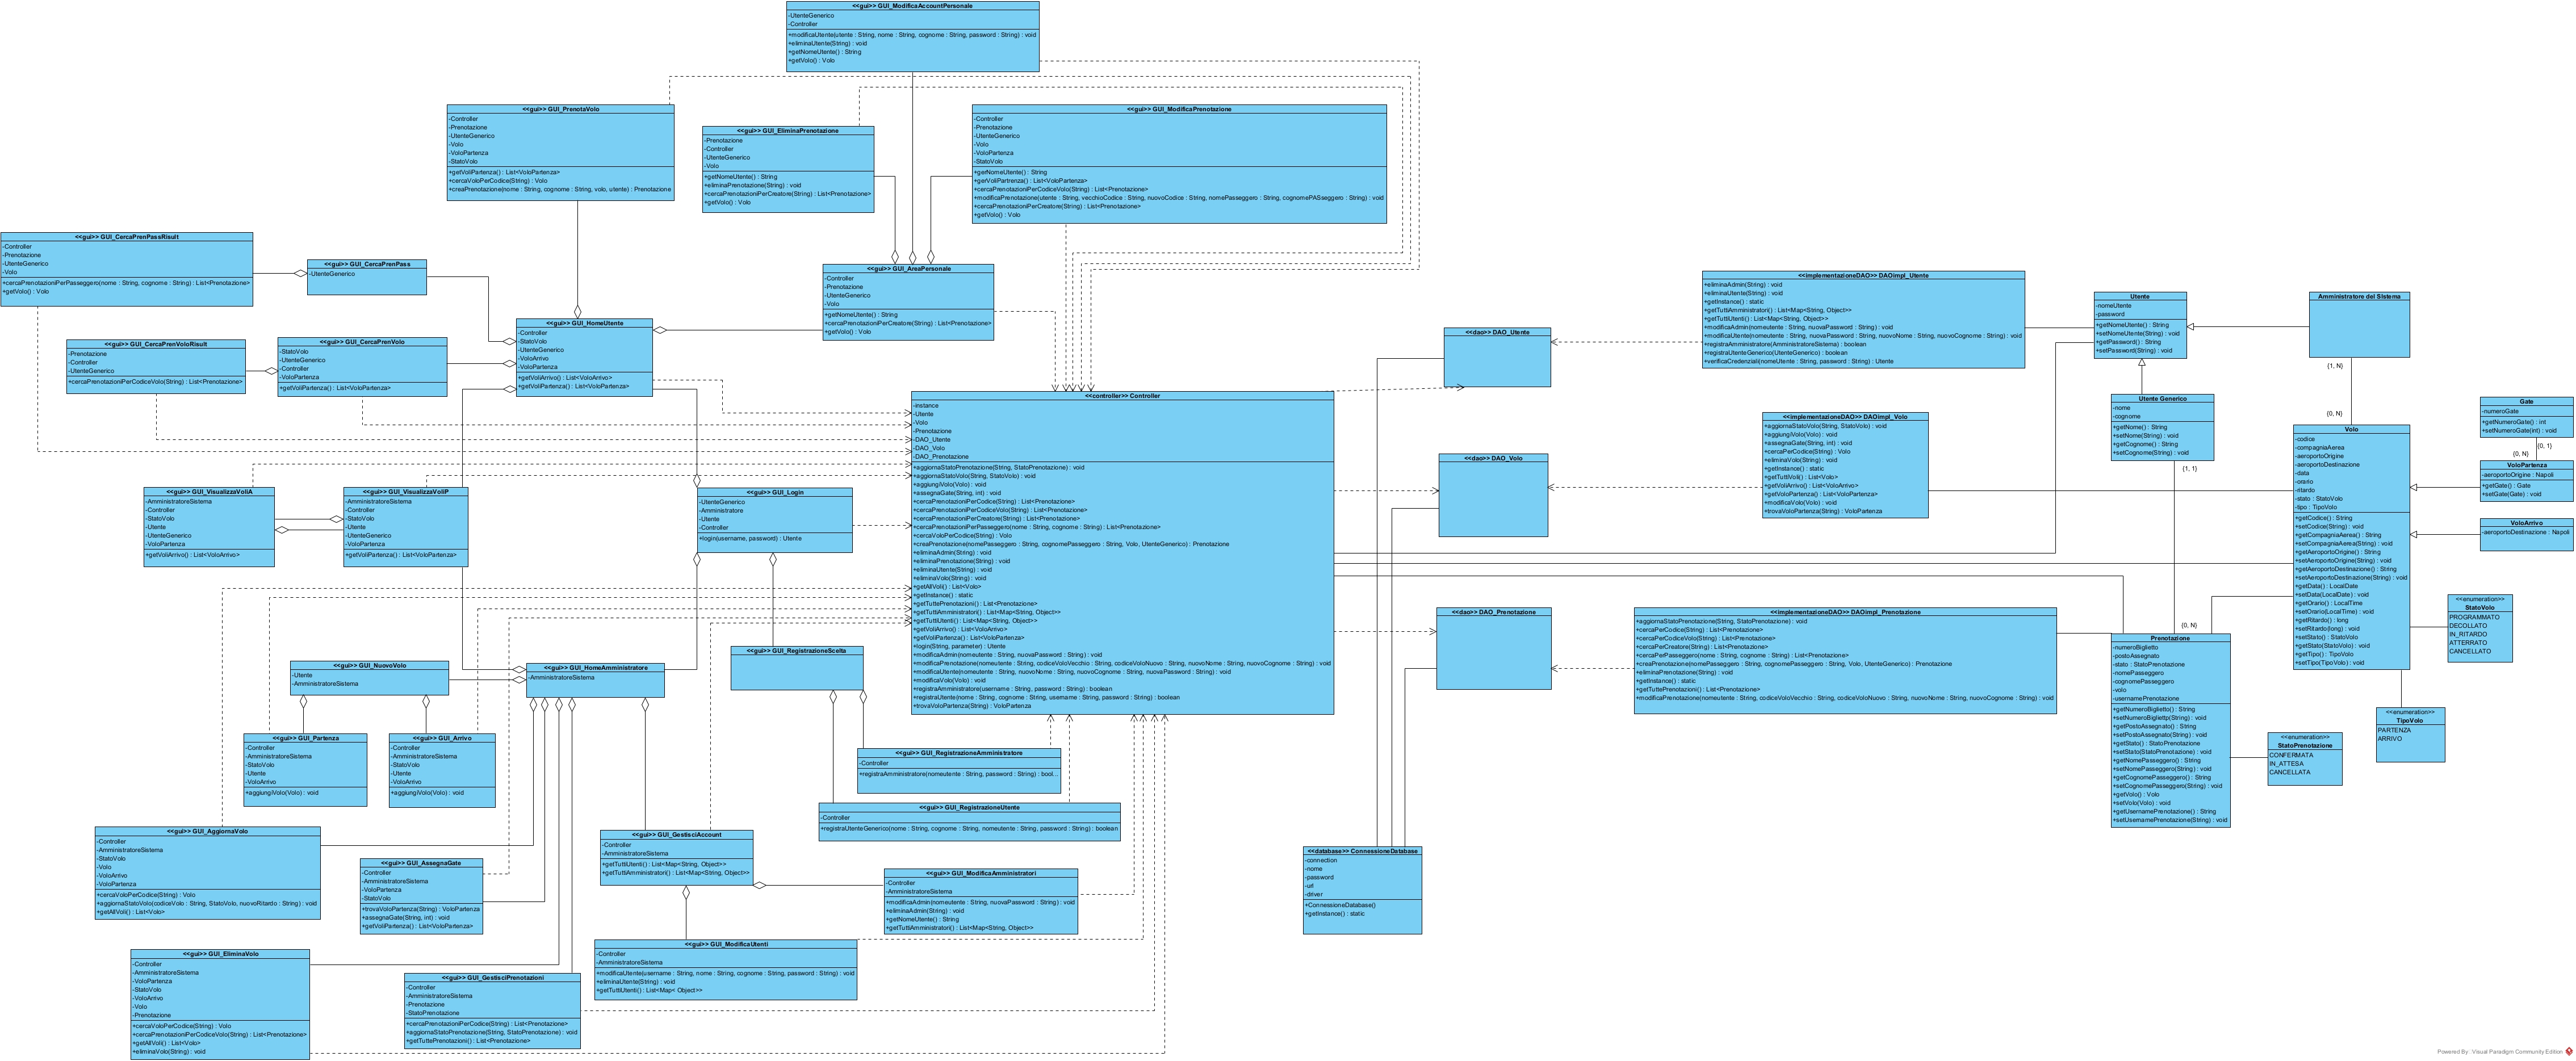 <<gui>> GUI_ModificaAccountPersonale
-UtenteGenerico
-Controller
+modificaUtente(utente : String, nome : String, cognome : String, password : String) : void
+eliminaUtente(String) : void
+getNomeUtente() : String
+getVolo() : Volo
<<gui>> GUI_PrenotaVolo
-Controller
-Prenotazione
-UtenteGenerico
-Volo
-VoloPartenza
-StatoVolo
+getVoliPartenza() : List<VoloPartenza>
+cercaVoloPerCodice(String) : Volo
+creaPrenotazione(nome : String, cognome : String, volo, utente) : Prenotazione
<<gui>> GUI_EliminaPrenotazione
-Prenotazione
-Controller
-UtenteGenerico
-Volo
+getNomeUtente() : String
+eliminaPrenotazione(String) : void
+cercaPrenotazioniPerCreatore(String) : List<Prenotazione>
+getVolo() : Volo
<<gui>> GUI_ModificaPrenotazione
-Controller
-Prenotazione
-UtenteGenerico
-Volo
-VoloPartenza
-StatoVolo
+gerNomeUtente() : String
+gerVoliPartrenza() : List<VoloPartenza>
+cercaPrenotazioniPerCodiceVolo(String) : List<Prenotazione>
+modificaPrenotazione(utente : String, vecchioCodice : String, nuovoCodice : String, nomePasseggero : String, cognomePASseggero : String) : void
+cercaPrenotazioniPerCreatore(String) : List<Prenotazione>
+getVolo() : Volo
<<gui>> GUI_CercaPrenPassRisult
-Controller
-Prenotazione
-UtenteGenerico
-Volo
+cercaPrenotazioniPerPasseggero(nome : String, cognome : String) : List<Prenotazione>
+getVolo() : Volo
<<gui>> GUI_CercaPrenPass
-UtenteGenerico
<<gui>> GUI_AreaPersonale
-Controller
-Prenotazione
-UtenteGenerico
-Volo
+getNomeUtente() : String
+cercaPrenotazioniPerCreatore(String) : List<Prenotazione>
+getVolo() : Volo
<<gui>> GUI_HomeUtente
-Controller
-StatoVolo
-UtenteGenerico
-VoloArrivo
-VoloPartenza
+getVoliArrivo() : List<VoloArrivo>
+getVoliPartenza() : List<VoloPartenza>
<<gui>> GUI_CercaPrenVoloRisult
-Prenotazione
-Controller
-UtenteGenerico
+cercaPrenotazioniPerCodiceVolo(String) : List<Prenotazione>
<<gui>> GUI_CercaPrenVolo
-StatoVolo
-UtenteGenerico
-Controller
-VoloPartenza
+getVoliPartenza() : List<VoloPartenza>
<<implementazioneDAO>> DAOimpl_Utente
+eliminaAdmin(String) : void
+eliminaUtente(String) : void
+getInstance() : static
+getTuttiAmministratori() : List<Map<String, Object>>
+getTuttiUtenti() : List<Map<String, Object>>
+modificaAdmin(nomeutente : String, nuovaPassword : String) : void
+modificaUtente(nomeutente : String, nuovaPassword : String, nuovoNome : String, nuovoCognome : String) : void
+registraAmministratore(AmministratoreSistema) : boolean
+registraUtenteGenerico(UtenteGenerico) : boolean
+verificaCredenziali(nomeUtente : String, password : String) : Utente
Utente
-nomeUtente
-password
+getNomeUtente() : String
+setNomeUtente(String) : void
+getPassword() : String
+setPassword(String) : void
Amministratore del SIstema
{1, N}
{0, N}
<<dao>> DAO_Utente
<<controller>> Controller
-instance
-Utente
-Volo
-Prenotazione
-DAO_Utente
-DAO_Volo
-DAO_Prenotazione
+aggiornaStatoPrenotazione(String, StatoPrenotazione) : void
+aggiornaStatoVolo(String, StatoVolo) : void
+aggiungiVolo(Volo) : void
+assegnaGate(String, int) : void
+cercaPrenotazioniPerCodice(String) : List<Prenotazione>
+cercaPrenotazioniPerCodiceVolo(String) : List<Prenotazione>
+cercaPrenotazioniPerCreatore(String) : List<Prenotazione>
+cercaPrenotazioniPerPasseggero(nome : String, cognome : String) : List<Prenotazione>
+cercaVoloPerCodice(String) : Volo
+creaPrenotazione(nomePasseggero : String, cognomePasseggero : String, Volo, UtenteGenerico) : Prenotazione
+eliminaAdmin(String) : void
+eliminaPrenotazione(String) : void
+eliminaUtente(String) : void
+eliminaVolo(String) : void
+getAllVoli() : List<Volo>
+getInstance() : static
+getTuttePrenotazioni() : List<Prenotazione>
+getTuttiAmministratori() : List<Map<String, Object>>
+getTuttiUtenti() : List<Map<String, Object>>
+getVoliArrivo() : List<VoloArrivo>
+getVoliPartenza() : List<VoloPartenza>
+login(String, parameter) : Utente
+modificaAdmin(nomeutente : String, nuovaPassword : String) : void
+modificaPrenotazione(nomeutente : String, codiceVoloVecchio : String, codiceVoloNuovo : String, nuovoNome : String, nuovoCognome : String) : void
+modificaUtente(nomeutente : String, nuovoNome : String, nuovoCognome : String, nuovaPassword : String) : void
+modificaVolo(Volo) : void
+registraAmministratore(username : String, password : String) : boolean
+registraUtente(nome : String, cognome : String, username : String, password : String) : boolean
+trovaVoloPartenza(String) : VoloPartenza
Utente Generico
-nome
-cognome
+getNome() : String
+setNome(String) : void
+getCognome() : String
+setCognome(String) : void
{1, 1}
{0, N}
Gate
-numeroGate
+getNumeroGate() : int
+setNumeroGate(int) : void
{0, 1}
{0, N}
VoloPartenza
-aeroportoOrigine : Napoli
+getGate() : Gate
+setGate(Gate) : void
VoloArrivo
-aeroportoDestinazione : Napoli
<<implementazioneDAO>> DAOimpl_Volo
+aggiornaStatoVolo(String, StatoVolo) : void
+aggiungiVolo(Volo) : void
+assegnaGate(String, int) : void
+cercaPerCodice(String) : Volo
+eliminaVolo(String) : void
+getInstance() : static
+getTuttiVoli() : List<Volo>
+getVoliArrivo() : List<VoloArrivo>
+getVoloPartenza() : List<VoloPartenza>
+modificaVolo(Volo) : void
+trovaVoloPartenza(String) : VoloPartenza
Volo
-codice
-compagniaAerea
-aeroportoOrigine
-aeroportoDestinazione
-data
-orario
-ritardo
-stato : StatoVolo
-tipo : TipoVolo
+getCodice() : String
+setCodice(String) : void
+getCompagniaAerea() : String
+setCompagniaAerea(String) : void
+getAeroportoOrigine() : String
+setAeroportoOrigine(String) : void
+getAeroportoDestinazione() : String
+setAeroportoDestinazione(String) : void
+getData() : LocalDate
+setData(LocalDate) : void
+getOrario() : LocalTime
+setOrario(LocalTime) : void
+getRitardo() : long
+setRitardo(long) : void
+getStato() : StatoVolo
+setStato(StatoVolo) : void
+getTipo() : TipoVolo
+setTipo(TipoVolo) : void
<<dao>> DAO_Volo
<<gui>> GUI_VisualizzaVoliA
-AmministratoreSistema
-Controller
-StatoVolo
-Utente
-UtenteGenerico
-VoloPartenza
+getVoliArrivo() : List<VoloArrivo>
<<gui>> GUI_VisualizzaVoliP
-AmministratoreSistema
-Controller
-StatoVolo
-Utente
-UtenteGenerico
-VoloPartenza
+getVoliPartenza() : List<VoloPartenza>
<<gui>> GUI_Login
-UtenteGenerico
-Amministratore
-Utente
-Controller
+login(username, password) : Utente
<<enumeration>>
StatoVolo
PROGRAMMATO
DECOLLATO
IN_RITARDO
ATTERRATO
CANCELLATO
<<dao>> DAO_Prenotazione
<<implementazioneDAO>> DAOimpl_Prenotazione
+aggiornaStatoPrenotazione(String, StatoPrenotazione) : void
+cercaPerCodice(String) : List<Prenotazione>
+cercaPerCodiceVolo(String) : List<Prenotazione>
+cercaPerCreatore(String) : List<Prenotazione>
+cercaPerPasseggero(nome : String, cognome : String) : List<Prenotazione>
+creaPrenotazione(nomePasseggero : String, cognomePasseggero : String, Volo, UtenteGenerico) : Prenotazione
+eliminaPrenotazione(String) : void
+getInstance() : static
+getTuttePrenotazioni() : List<Prenotazione>
+modificaPrenotazione(nomeutente : String, codiceVoloVecchio : String, codiceVoloNuovo : String, nuovoNome : String, nuovoCognome : String) : void
Prenotazione
-numeroBiglietto
-postoAssegnato
-stato : StatoPrenotazione
-nomePasseggero
-cognomePasseggero
-volo
-usernamePrenotazione
+getNumeroBiglietto() : String
+setNumeroBigliettp(String) : void
+getPostoAssegnato() : String
+setPostoAssegnato(String) : void
+getStato() : StatoPrenotazione
+setStato(StatoPrenotazione) : void
+getNomePasseggero() : String
+setNomePasseggero(String) : void
+getCognomePasseggero() : String
+setCognomePasseggero(String) : void
+getVolo() : Volo
+setVolo(Volo) : void
+getUsernamePrenotazione() : String
+setUsernamePrenotazione(String) : void
<<gui>> GUI_RegistrazioneScelta
<<gui>> GUI_NuovoVolo
-Utente
-AmministratoreSistema
<<gui>> GUI_HomeAmministratore
-AmministratoreSistema
<<enumeration>>
TipoVolo
PARTENZA
ARRIVO
<<enumeration>>
StatoPrenotazione
CONFERMATA
IN_ATTESA
CANCELLATA
<<gui>> GUI_Partenza
-Controller
-AmministratoreSistema
-StatoVolo
-Utente
-VoloArrivo
+aggiungiVolo(Volo) : void
<<gui>> GUI_Arrivo
-Controller
-AmministratoreSistema
-StatoVolo
-Utente
-VoloArrivo
+aggiungiVolo(Volo) : void
<<gui>> GUI_RegistrazioneAmministratore
-Controller
+registraAmministratore(nomeutente : String, password : String) : bool...
<<gui>> GUI_RegistrazioneUtente
-Controller
+registraUtenteGenerico(nome : String, cognome : String, nomeutente : String, password : String) : boolean
<<gui>> GUI_AggiornaVolo
-Controller
-AmministratoreSistema
-StatoVolo
-Volo
-VoloArrivo
-VoloPartenza
+cercaVoloPerCodice(String) : Volo
+aggiornaStatoVolo(codiceVolo : String, StatoVolo, nuovoRitardo : String) : void
+getAllVoli() : List<Volo>
<<gui>> GUI_AssegnaGate
-Controller
-AmministratoreSistema
-VoloPartenza
-StatoVolo
+trovaVoloPartenza(String) : VoloPartenza
+assegnaGate(String, int) : void
+getVoliPartenza() : List<VoloPartenza>
<<gui>> GUI_GestisciAccount
-Controller
-AmministratoreSistema
+getTuttiUtenti() : List<Map<String, Object>>
+getTuttiAmministratori() : List<Map<String, Object>>
<<gui>> GUI_ModificaAmministratori
-Controller
-AmministratoreSistema
+modificaAdmin(nomeutente : String, nuovaPassword : String) : void
+eliminaAdmin(String) : void
+getNomeUtente() : String
+getTuttiAmministratori() : List<Map<String, Object>>
<<database>> ConnessioneDatabase
-connection
-nome
-password
-url
-driver
+ConnessioneDatabase()
+getInstance() : static
<<gui>> GUI_ModificaUtenti
-Controller
-AmministratoreSistema
+modificaUtente(username : String, nome : String, cognome : String, password : String) : void
+eliminaUtente(String) : void
+getTuttiUtenti() : List<Map< Object>>
<<gui>> GUI_EliminaVolo
-Controller
-AmministratoreSistema
-VoloPartenza
-StatoVolo
-VoloArrivo
-Volo
-Prenotazione
+cercaVoloPerCodice(String) : Volo
+cercaPrenotazioniPerCodiceVolo(String) : List<Prenotazione>
+getAllVoli() : List<Volo>
+eliminaVolo(String) : void
<<gui>> GUI_GestisciPrenotazioni
-Controller
-AmministratoreSistema
-Prenotazione
-StatoPrenotazione
+cercaPrenotazioniPerCodice(String) : List<Prenotazione>
+aggiornaStatoPrenotazione(String, StatoPrenotazione) : void
+getTuttePrenotazioni() : List<Prenotazione>
Powered By Visual Paradigm Community Edition